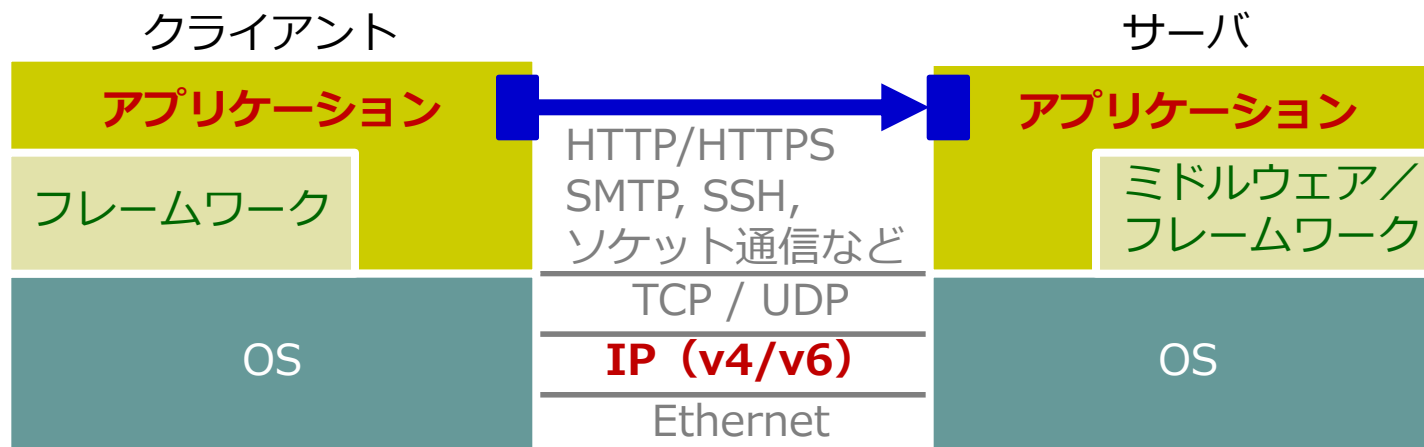 クライアント
サーバ
アプリケーション
アプリケーション
HTTP/HTTPS
SMTP, SSH,
ソケット通信など
フレームワーク
ミドルウェア／
フレームワーク
TCP / UDP
OS
IP（v4/v6）
OS
Ethernet